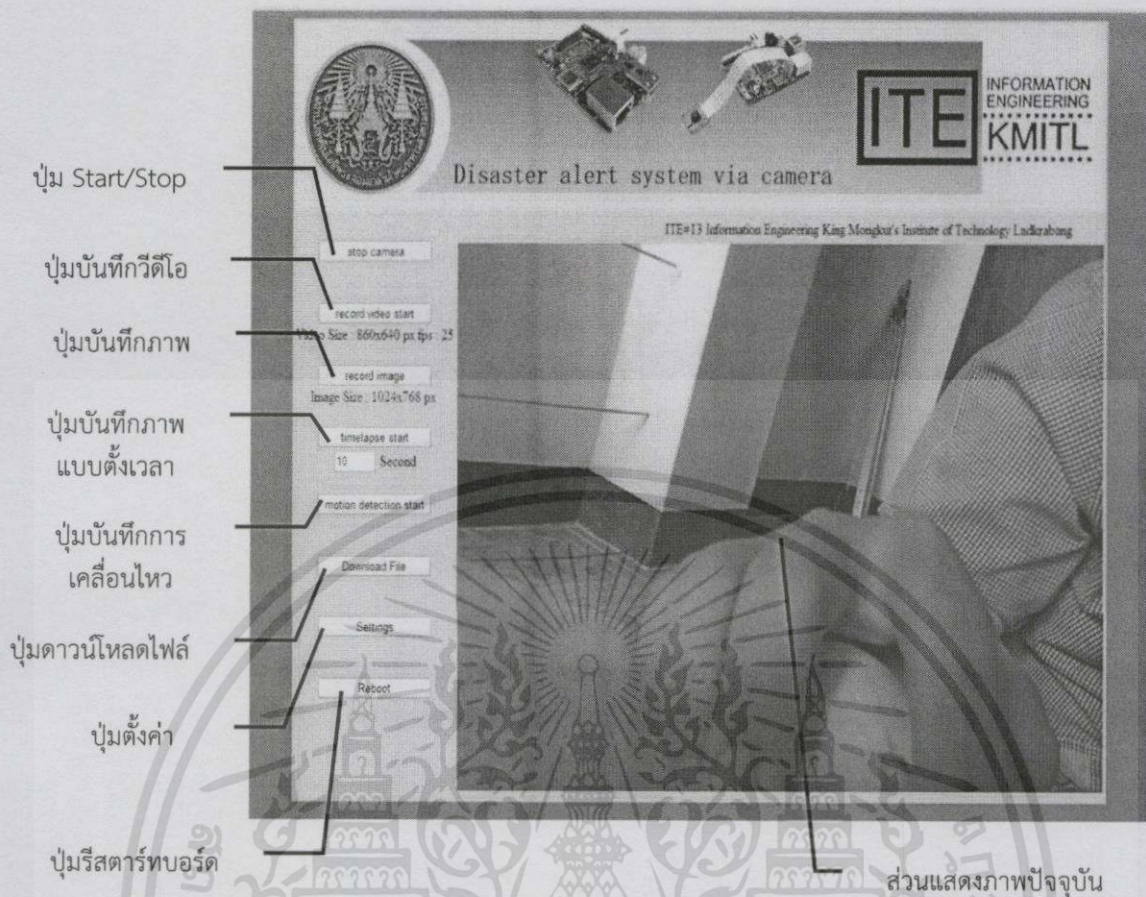 ITE
INFORMATION
ENGINEERING
KMITL
Disaster alert system via camera
ITE#13 Information Engineering King Mongkut's Institute of Technology Ladkrabang
ปุ่ม Start/Stop
stop camera
ปุ่มบันทึกวีดีโอ
record video start
Video Size : 860x640 px fps : 25
ปุ่มบันทึกภาพ
record image
Image Size : 1024x768 px
ปุ่มบันทึกภาพ
แบบตั้งเวลา
timelapse start
10 Second
ปุ่มบันทึกการ
เคลื่อนไหว
motion detection start
ปุ่มดาวน์โหลดไฟล์
Download File
ปุ่มตั้งค่า
Settings
ปุ่มรีสตาร์ทบอร์ด
Reboot
ส่วนแสดงภาพปัจจุบัน